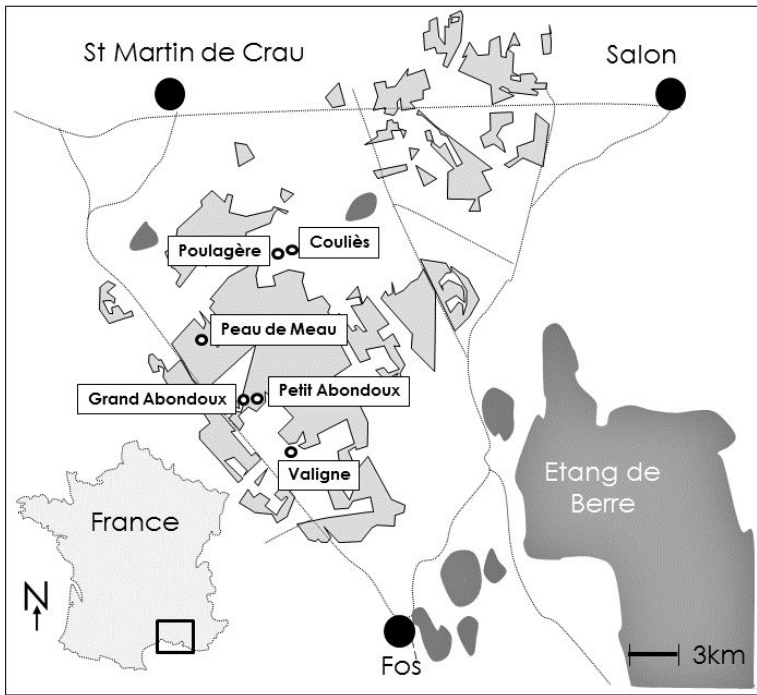 St Martin de Crau
Salon
Couliès
Poulagère
Peau de Meau
Petit Abondoux
Grand Abondoux
Valigne
Etang de
Berre
France
N
Fos
3km